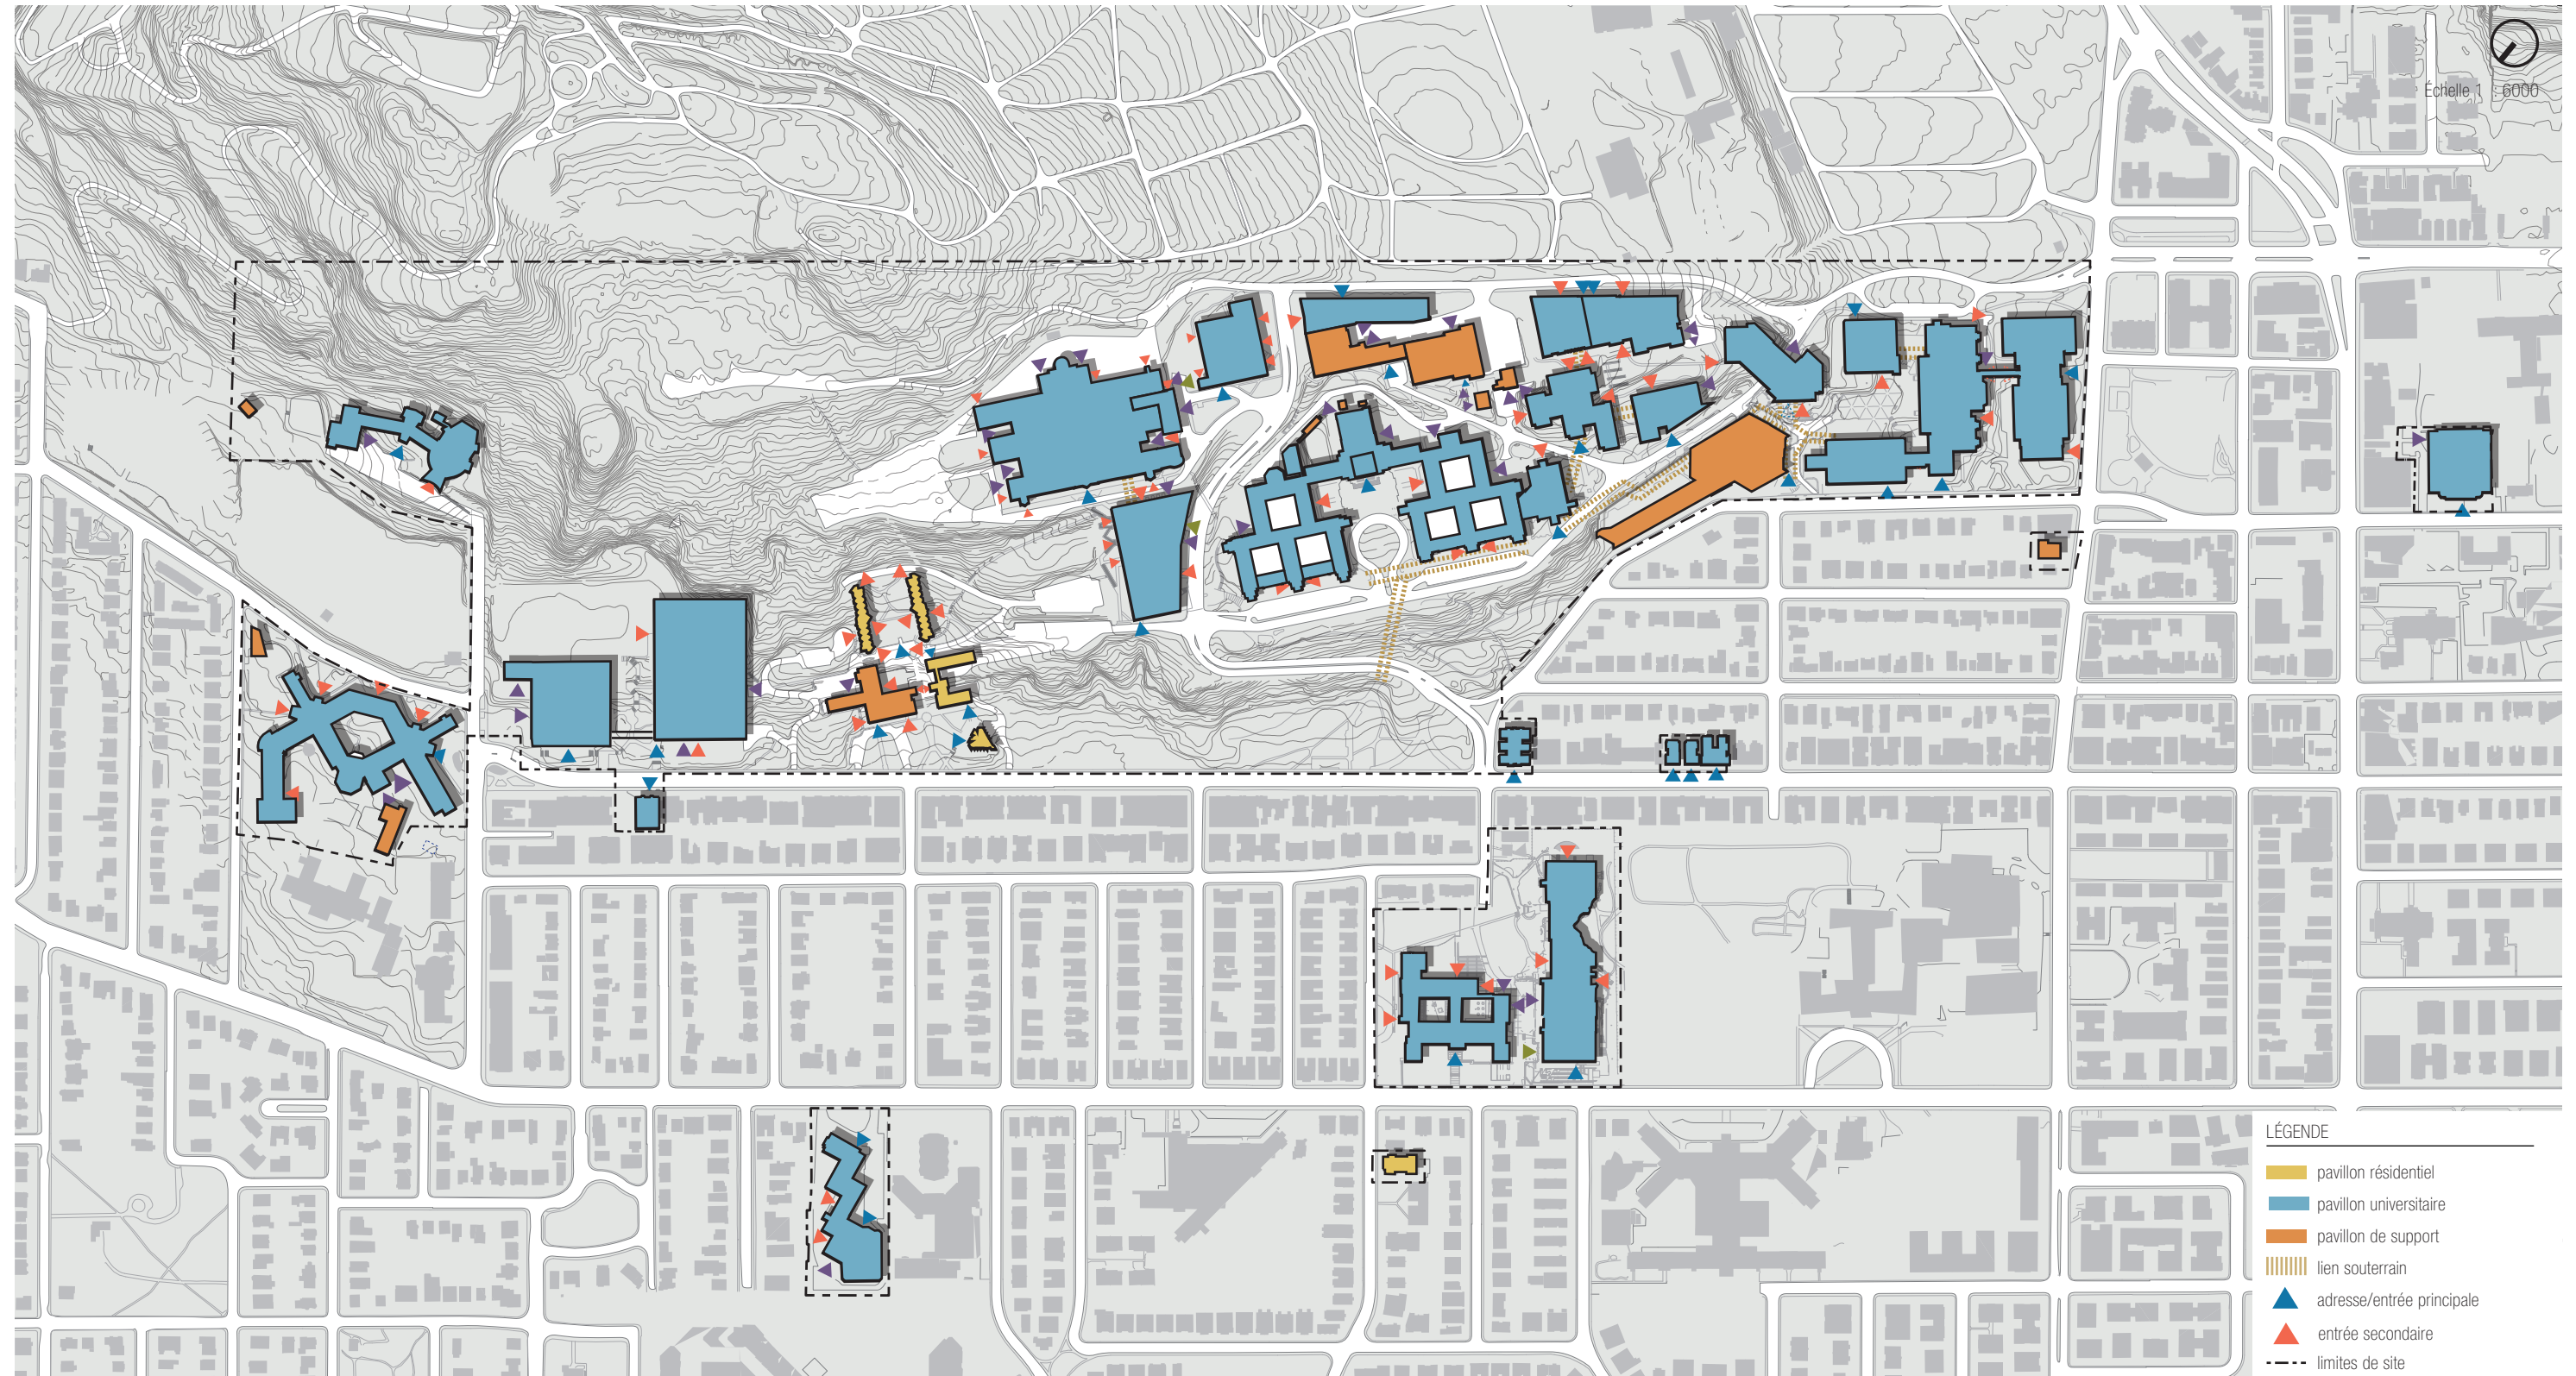 Échelle 1 : 6000
LÉGENDE
pavillon résidentiel
pavillon universitaire
pavillon de support
lien souterrain
adresse/entrée principale
entrée secondaire
limites de site